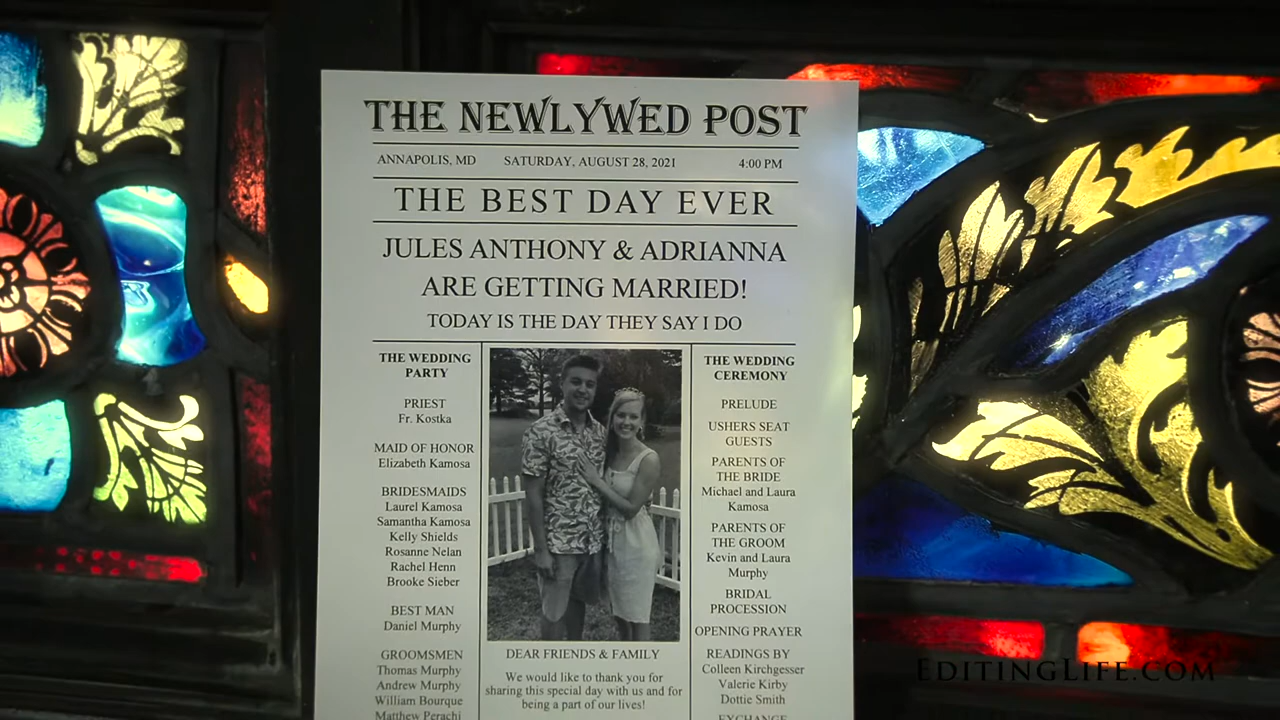 THE NEWLYWED POST
ANNAPOLIS, MD SATURDAY, AUGUST 28, 2021 4:00 PM
THE BEST DAY EVER
JULES ANTHONY & ADRIANNA
ARE GETTING MARRIED!
TODAY IS THE DAY THEY SAY I DO
THE WEDDING
PARTY
PRIEST
Fr. Kostka
MAID OF HONOR
Elizabeth Kamosa
BRIDESMAIDS
Laurel Kamosa
Samantha Kamosa
Kelly Shields
Rosanne Nelan
Rachel Henn
Brooke Sieber
BEST MAN
Daniel Murphy
GROOMSMEN
Thomas Murphy
Andrew Murphy
William Bourque
Matthew Perachi
DEAR FRIENDS & FAMILY
We would like to thank you for
sharing this special day with us and for
being a part of our lives!
THE WEDDING
CEREMONY
PRELUDE
USHERS SEAT
GUESTS
PARENTS OF
THE BRIDE
Michael and Laura
Kamosa
PARENTS OF
THE GROOM
Kevin and Laura
Murphy
BRIDAL
PROCESSION
OPENING PRAYER
READINGS BY
Colleen Kirchgesser
Valerie Kirby
Dottie Smith
EXCHANGE
EDITINGLIFE.COM